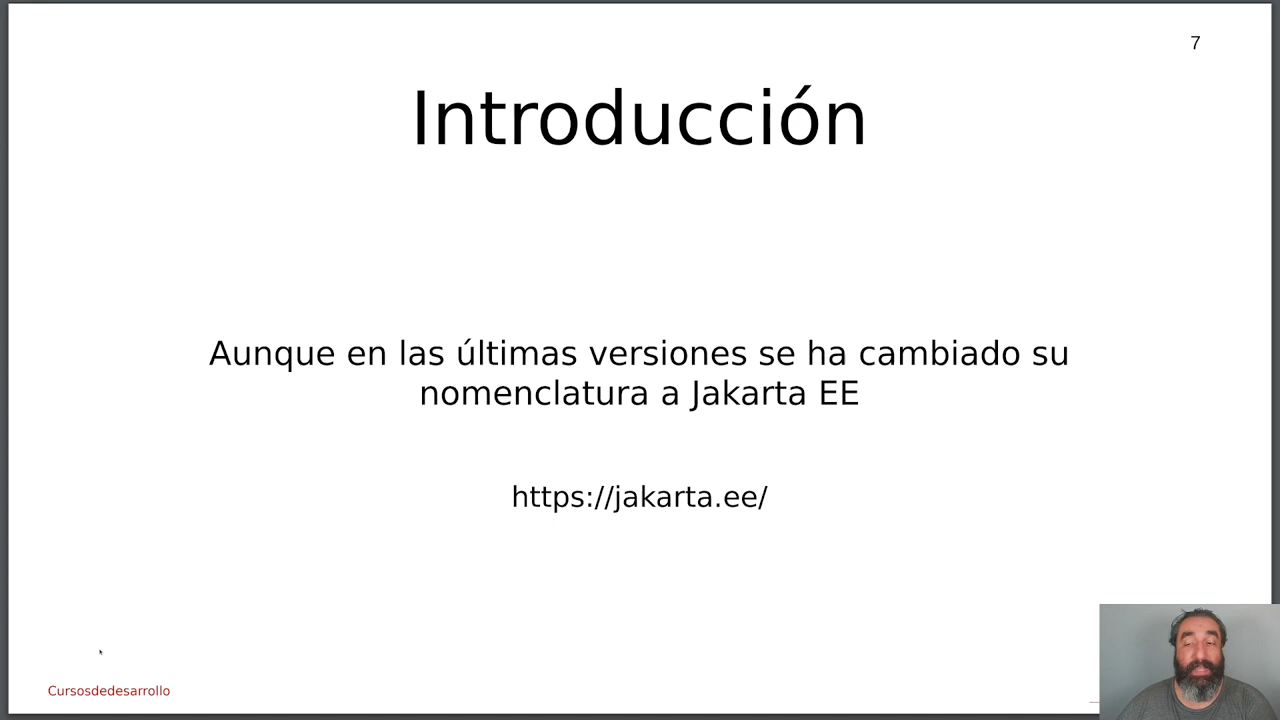 7
Introducción
Aunque en las últimas versiones se ha cambiado su
nomenclatura a Jakarta EE
https://jakarta.ee/
Cursosdedesarrollo